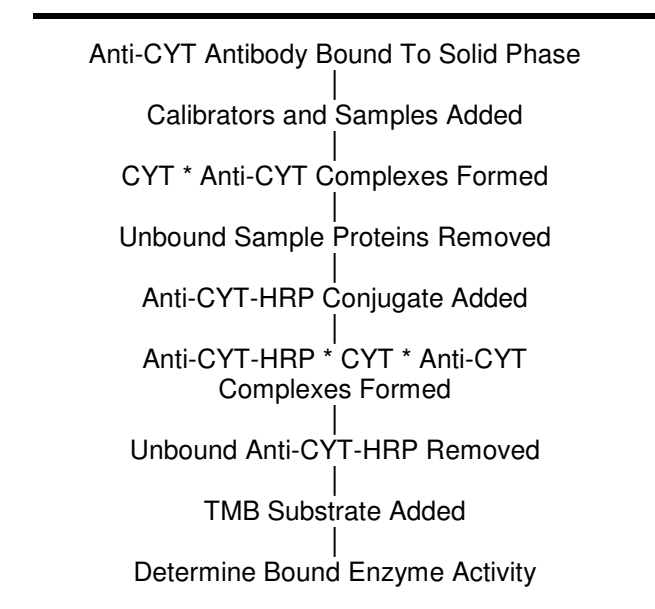 Anti-CYT Antibody Bound To Solid Phase
Calibrators and Samples Added
CYT * Anti-CYT Complexes Formed
Unbound Sample Proteins Removed
Anti-CYT-HRP Conjugate Added
Anti-CYT-HRP * CYT * Anti-CYT
Complexes Formed
Unbound Anti-CYT-HRP Removed
TMB Substrate Added
Determine Bound Enzyme Activity